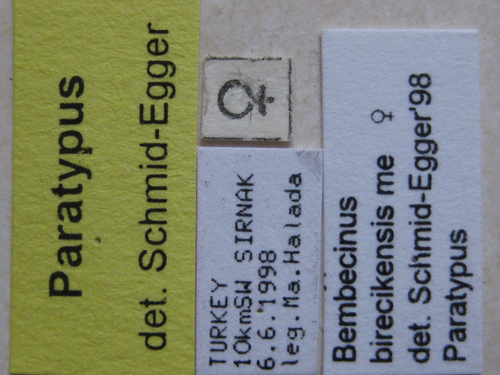 Paratypus
det. Schmid-Egger
♀
TURKEY
10kmSW SIRNAK
6.6.1998
leg.Ma.Halada
Bembecinus
birecikensis me ♀
det. Schmid-Egger'98
Paratypus